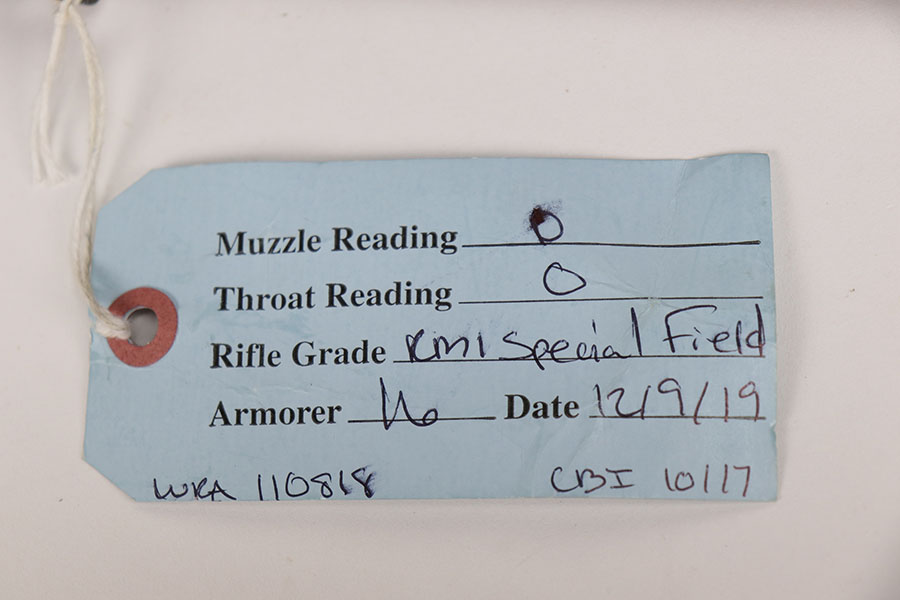 Muzzle Reading 0
Throat Reading 0
Rifle Grade RM1 Special Field
Armorer Date 12/9/19
WRA 110818 CBI 10/17